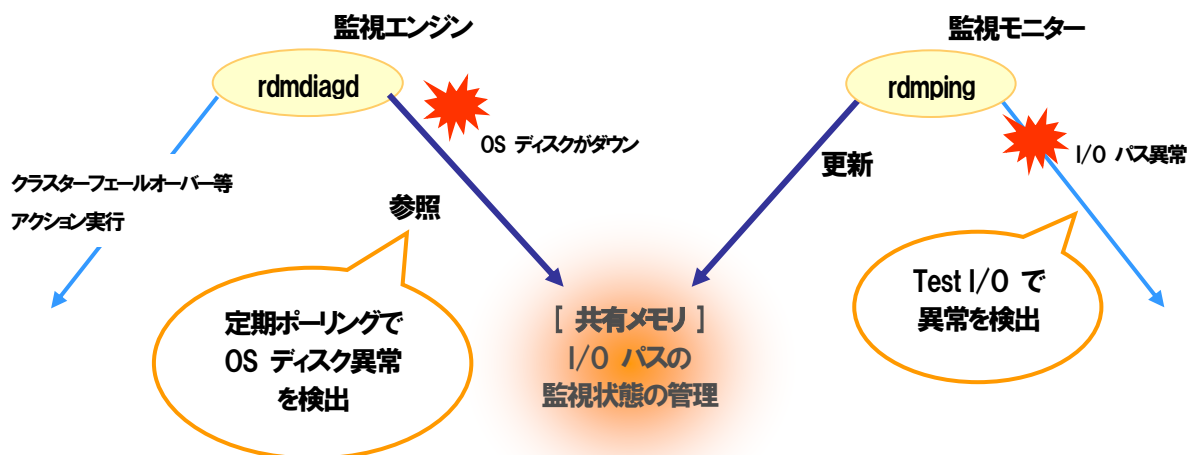 監視エンジン
監視モニター
rdmdiagd
rdmping
OS ディスクがダウン
I/O パス異常
更新
クラスターフェールオーバー等
アクション実行
参照
Test I/O で
異常を検出
定期ポーリングで
OS ディスク異常
を検出
[ 共有メモリ ]
I/O パスの
監視状態の管理